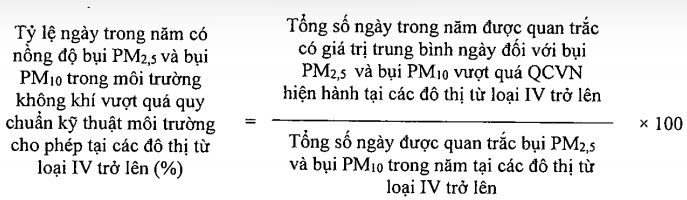 Tỷ lệ ngày trong năm có
nồng độ bụi PM2,5 và bụi
PM10 trong môi trường
không khí vượt quá quy
chuẩn kỹ thuật môi trường
cho phép tại các đô thị từ
loại IV trở lên (%)
=
Tổng số ngày trong năm được quan trắc
có giá trị trung bình ngày đối với bụi
PM2,5 và bụi PM10 vượt quá QCVN
hiện hành tại các đô thị từ loại IV trở lên
Tổng số ngày được quan trắc bụi PM2,5
và bụi PM10 trong năm tại các đô thị từ
loại IV trở lên
× 100